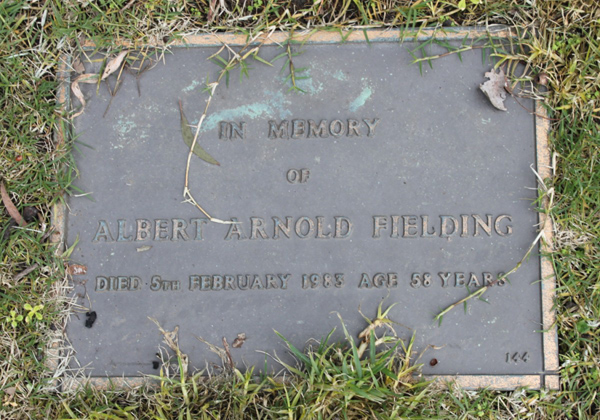 IN MEMORY
OF
ALBERT ARNOLD FIELDING
DIED 5TH FEBRUARY 1983 AGE 58 YEARS
144